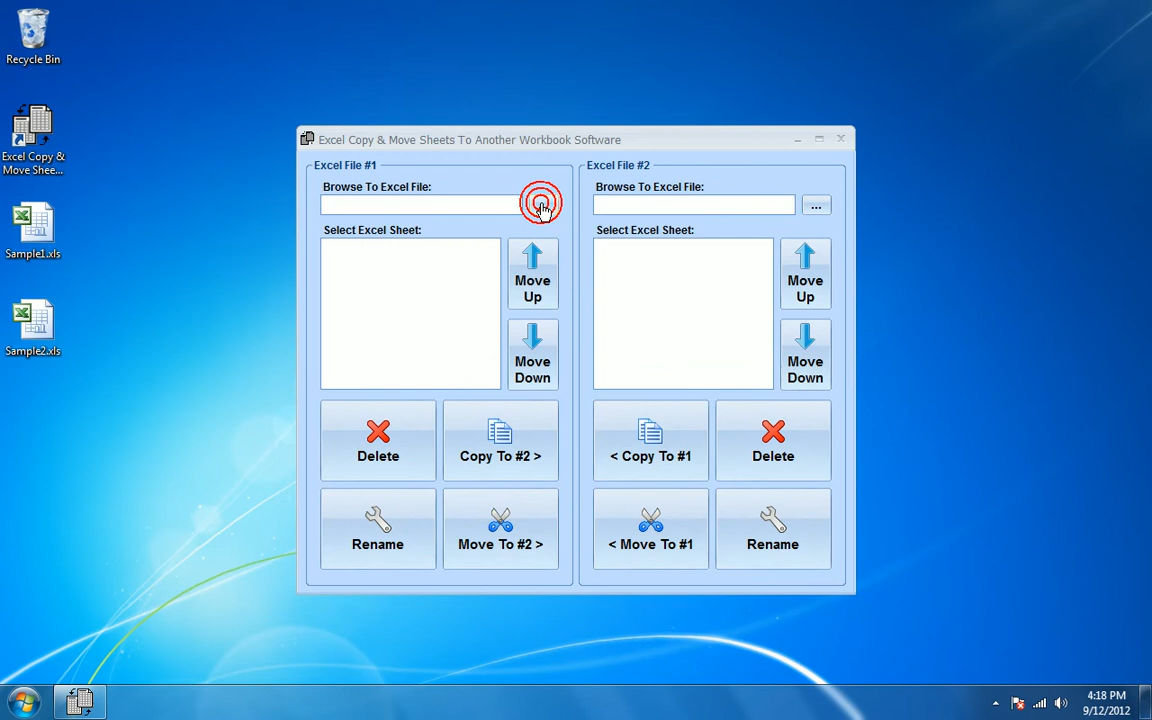 Recycle Bin
Excel Copy &
Move Shee...
Sample1.xls
Sample2.xls
Excel Copy & Move Sheets To Another Workbook Software
Excel File #1
Browse To Excel File:
Select Excel Sheet:
Move
Up
Move
Down
Delete
Copy To #2 >
Rename
Move To #2 >
Excel File #2
Browse To Excel File:
...
Select Excel Sheet:
Move
Up
Move
Down
< Copy To #1
Delete
< Move To #1
Rename
4:18 PM
9/12/2012